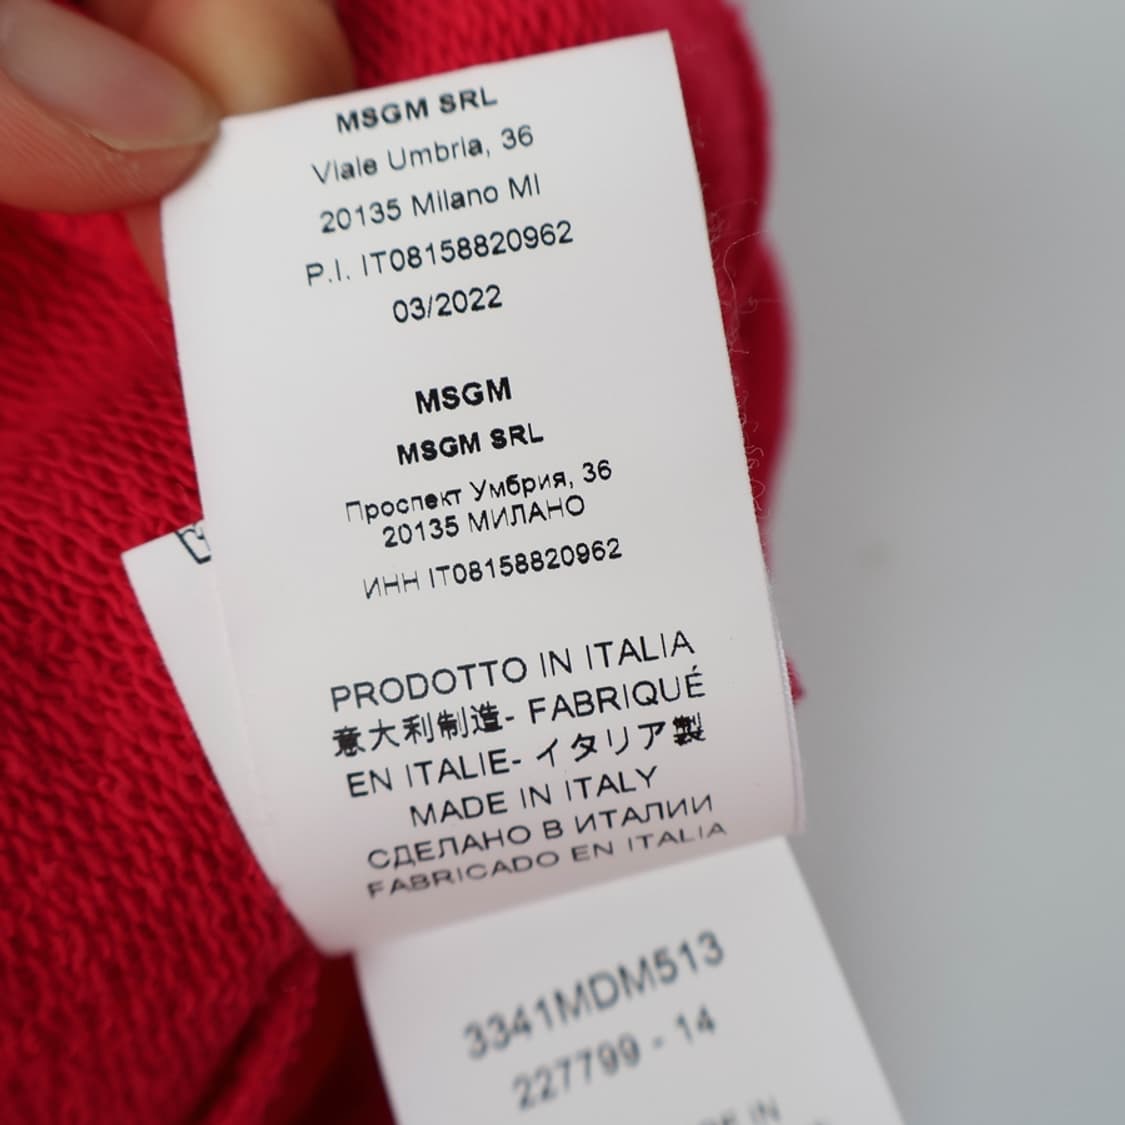 MSGM SRL
Viale Umbria, 36
20135 Milano MI
P.I. IT08158820962
03/2022
MSGM
MSGM SRL
Проспект Умбрия, 36
20135 МИЛАНО
ИНН IT08158820962
PRODOTTO IN ITALIA
意大利制造- FABRIQUÉ
EN ITALIE- イタリア製
MADE IN ITALY
СДЕЛАНО В ИТАЛИИ
FABRICADO EN ITALIA
3341MDM513
227799 - 14
IN